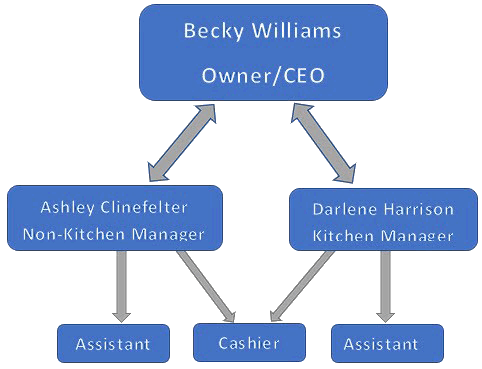 Becky Williams
Owner/CEO
Ashley Clinefelter
Non-Kitchen Manager
Darlene Harrison
Kitchen Manager
Assistant
Cashier
Assistant